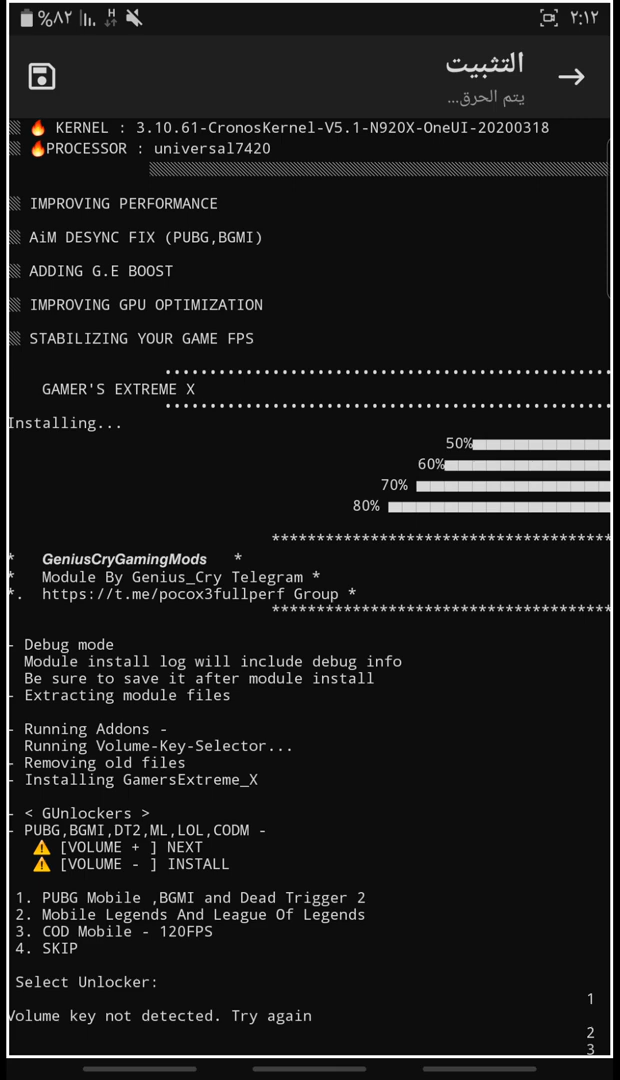 %٨٢ H ٢:١٢
التثبيت
يتم الحرق...
🔥 KERNEL : 3.10.61-CronosKernel-V5.1-N920X-OneUI-20200318
🔥PROCESSOR : universal7420
IMPROVING PERFORMANCE
AiM DESYNC FIX (PUBG,BGMI)
ADDING G.E BOOST
IMPROVING GPU OPTIMIZATION
STABILIZING YOUR GAME FPS
GAMER'S EXTREME X
Installing...
50%
60%
70%
80%
**************************************
* GeniusCryGamingMods *
* Module By Genius_Cry Telegram *
*. https://t.me/pocox3fullperf Group *
**************************************
- Debug mode
Module install log will include debug info
Be sure to save it after module install
- Extracting module files
- Running Addons -
Running Volume-Key-Selector...
- Removing old files
- Installing GamersExtreme_X
- < GUnlockers >
- PUBG,BGMI,DT2,ML,LOL,CODM -
⚠️ [VOLUME + ] NEXT
⚠️ [VOLUME - ] INSTALL
1. PUBG Mobile ,BGMI and Dead Trigger 2
2. Mobile Legends And League Of Legends
3. COD Mobile - 120FPS
4. SKIP
Select Unlocker:
1
Volume key not detected. Try again
2
3